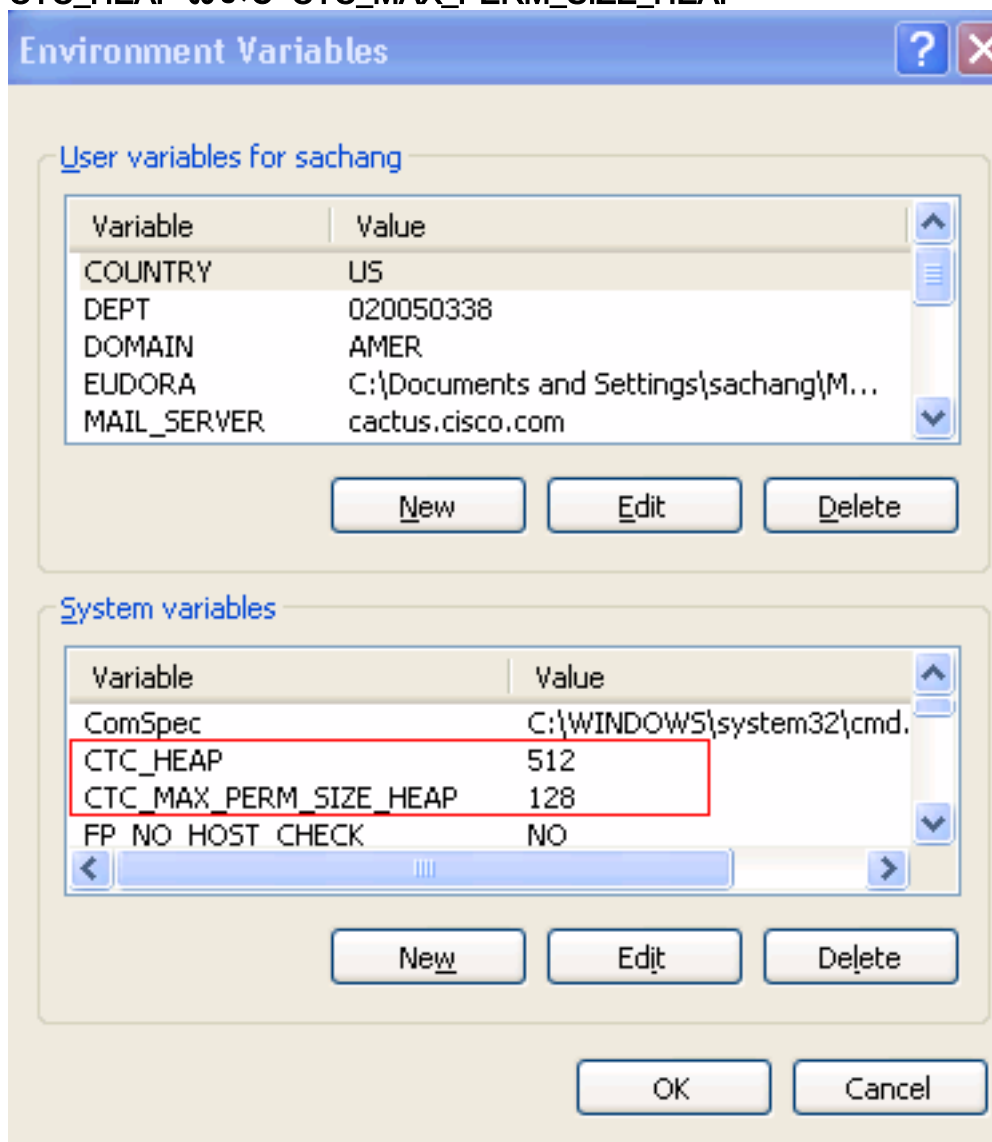 CTC_HEAP CTC_MAX_PERM_SIZE_HEAP
Environment Variables
User variables for sachang
Variable Value
COUNTRY US
DEPT 020050338
DOMAIN AMER
EUDORA C:\Documents and Settings\sachang\M...
MAIL_SERVER cactus.cisco.com
New Edit Delete
System variables
Variable Value
ComSpec C:\WINDOWS\system32\cmd.
CTC_HEAP 512
CTC_MAX_PERM_SIZE_HEAP 128
FP_NO_HOST_CHECK NO
New Edit Delete
OK Cancel